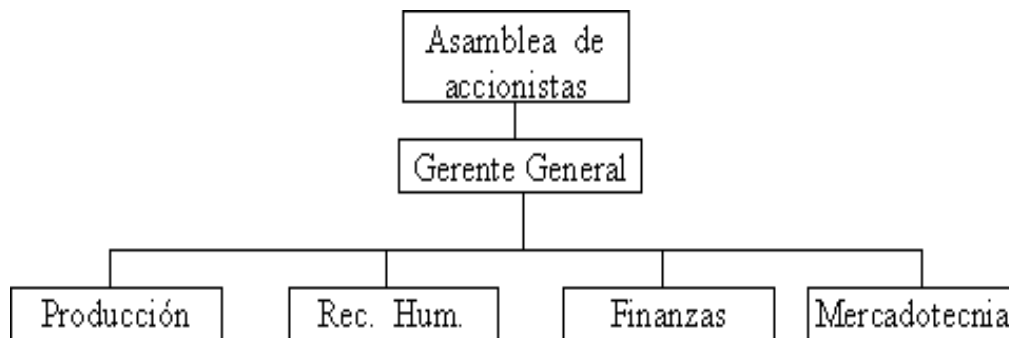 Asamblea de
accionistas
Gerente General
Producción
Rec. Hum.
Finanzas
Mercadotecnia